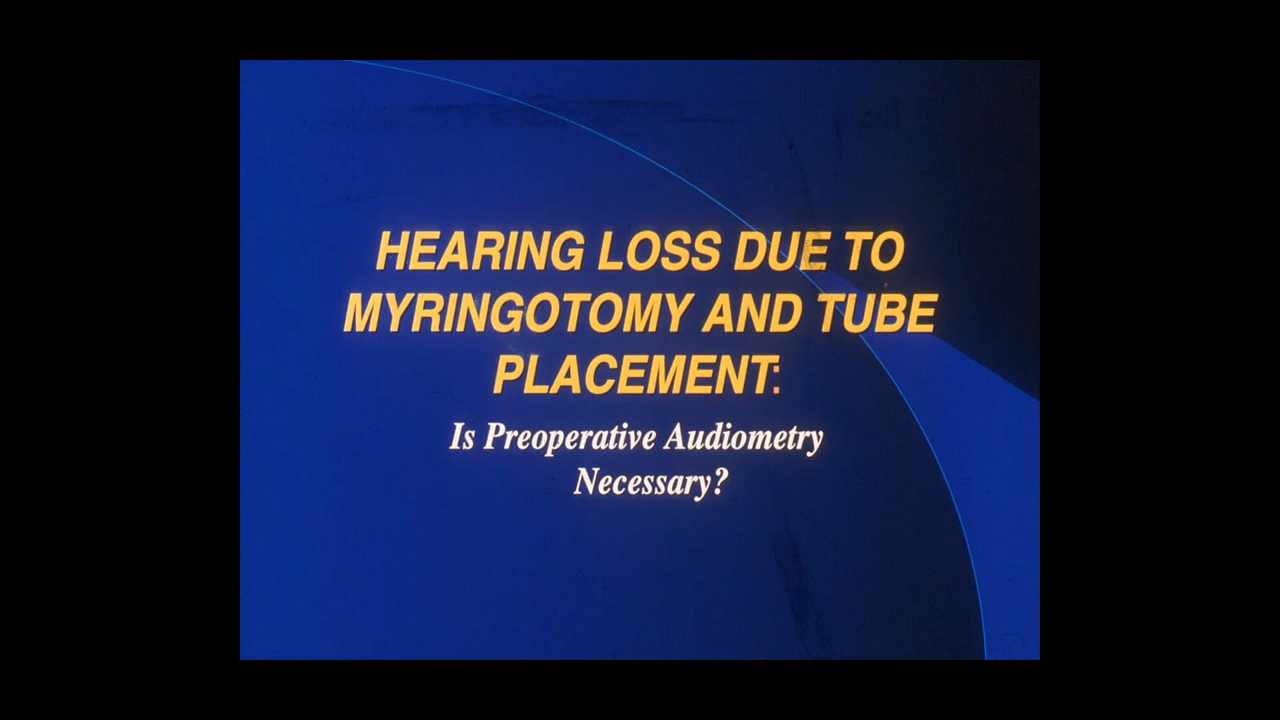 HEARING LOSS DUE TO
MYRINGOTOMY AND TUBE
PLACEMENT:
Is Preoperative Audiometry
Necessary?